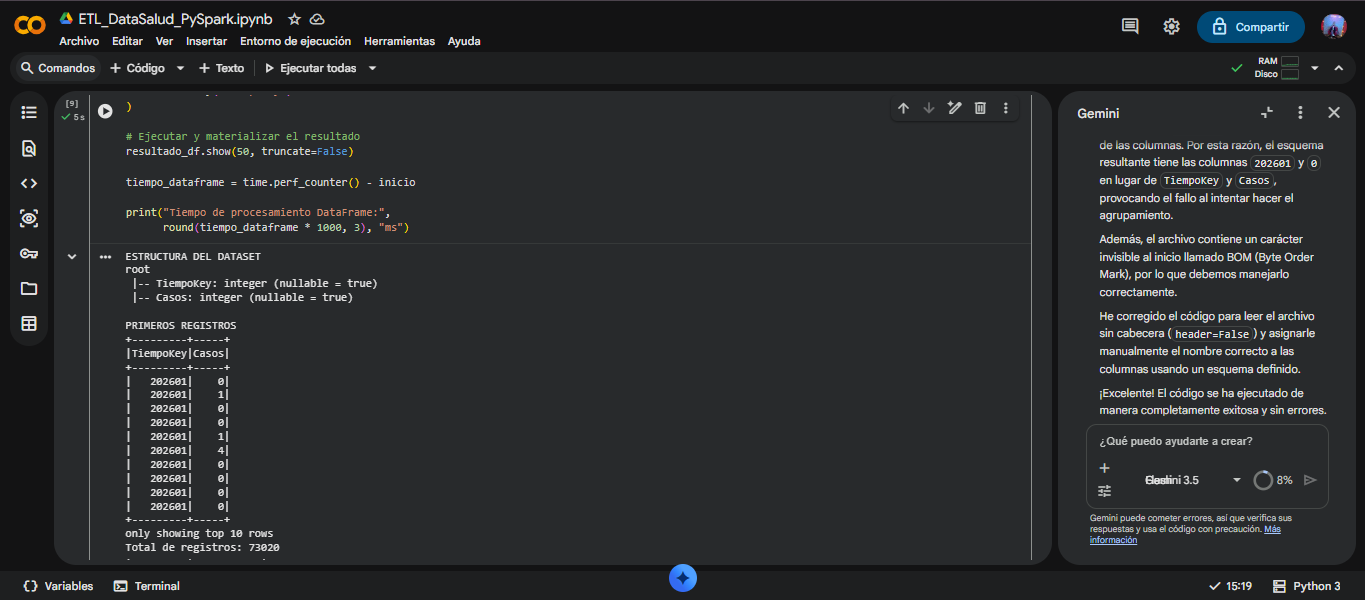 ETL_DataSalud_PySpark.ipynb
Archivo Editar Ver Insertar Entorno de ejecución Herramientas Ayuda
Compartir
Comandos + Código + Texto Ejecutar todas
RAM
Disco
[9]
5 s
)
# Ejecutar y materializar el resultado
resultado_df.show(50, truncate=False)
tiempo_dataframe = time.perf_counter() - inicio
print("Tiempo de procesamiento DataFrame:",
round(tiempo_dataframe * 1000, 3), "ms")
ESTRUCTURA DEL DATASET
root
|-- TiempoKey: integer (nullable = true)
|-- Casos: integer (nullable = true)
PRIMEROS REGISTROS
+---------+-----+
|TiempoKey|Casos|
+---------+-----+
|   202601|    0|
|   202601|    1|
|   202601|    0|
|   202601|    0|
|   202601|    1|
|   202601|    4|
|   202601|    0|
|   202601|    0|
|   202601|    0|
|   202601|    0|
+---------+-----+
only showing top 10 rows
Total de registros: 73020
Gemini
de las columnas. Por esta razón, el esquema
resultante tiene las columnas 202601 y 0
en lugar de TiempoKey y Casos ,
provocando el fallo al intentar hacer el
agrupamiento.
Además, el archivo contiene un carácter
invisible al inicio llamado BOM (Byte Order
Mark), por lo que debemos manejarlo
correctamente.
He corregido el código para leer el archivo
sin cabecera ( header=False ) y asignarle
manualmente el nombre correcto a las
columnas usando un esquema definido.
¡Excelente! El código se ha ejecutado de
manera completamente exitosa y sin errores.
¿Qué puedo ayudarte a crear?
Gemini 3.5
8%
Gemini puede cometer errores, así que verifica sus
respuestas y usa el código con precaución. Más
información
Variables Terminal
15:19 Python 3